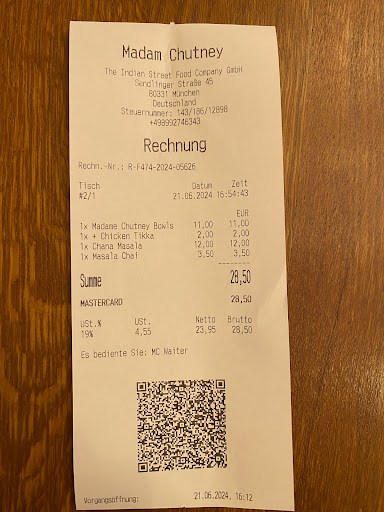 Madam Chutney
The Indian Street Food Company GmbH
Sendlinger Straße 45
80331 München
Deutschland
Steuernummer: 143/186/12898
+498992746343
Rechnung
Rechn.-Nr.: R-F474-2024-05626
Tisch Datum Zeit
#2/1 21.06.2024 16:54:43
EUR
1x Madame Chutney Bowls 11,00 11,00
1x + Chicken Tikka 2,00 2,00
1x Chana Masala 12,00 12,00
1x Masala Chai 3,50 3,50
Summe 28,50
MASTERCARD 28,50
USt.% USt. Netto Brutto
19% 4,55 23,95 28,50
Es bediente Sie: MC Waiter
Vorgangsöffnung: 21.06.2024, 16:12